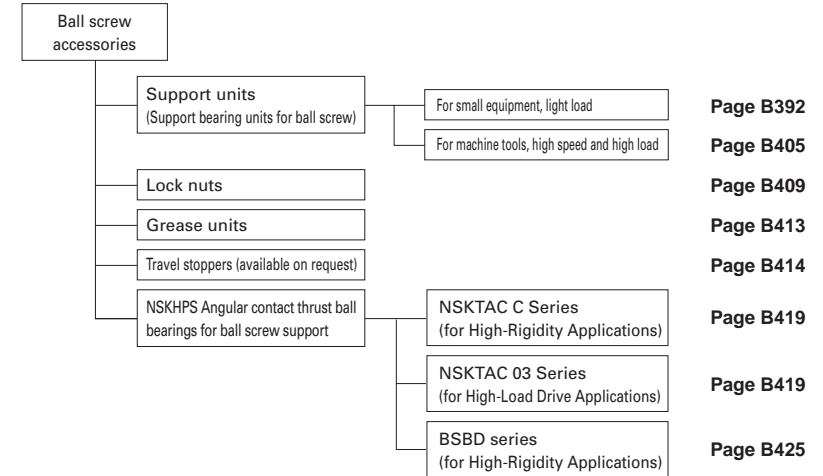 Ball screw
accessories
Support units
(Support bearing units for ball screw)
For small equipment, light load
Page B392
For machine tools, high speed and high load
Page B405
Lock nuts
Page B409
Grease units
Page B413
Travel stoppers (available on request)
Page B414
NSKHPS Angular contact thrust ball
bearings for ball screw support
NSKTAC C Series
(for High-Rigidity Applications)
Page B419
NSKTAC 03 Series
(for High-Load Drive Applications)
Page B419
BSBD series
(for High-Rigidity Applications)
Page B425